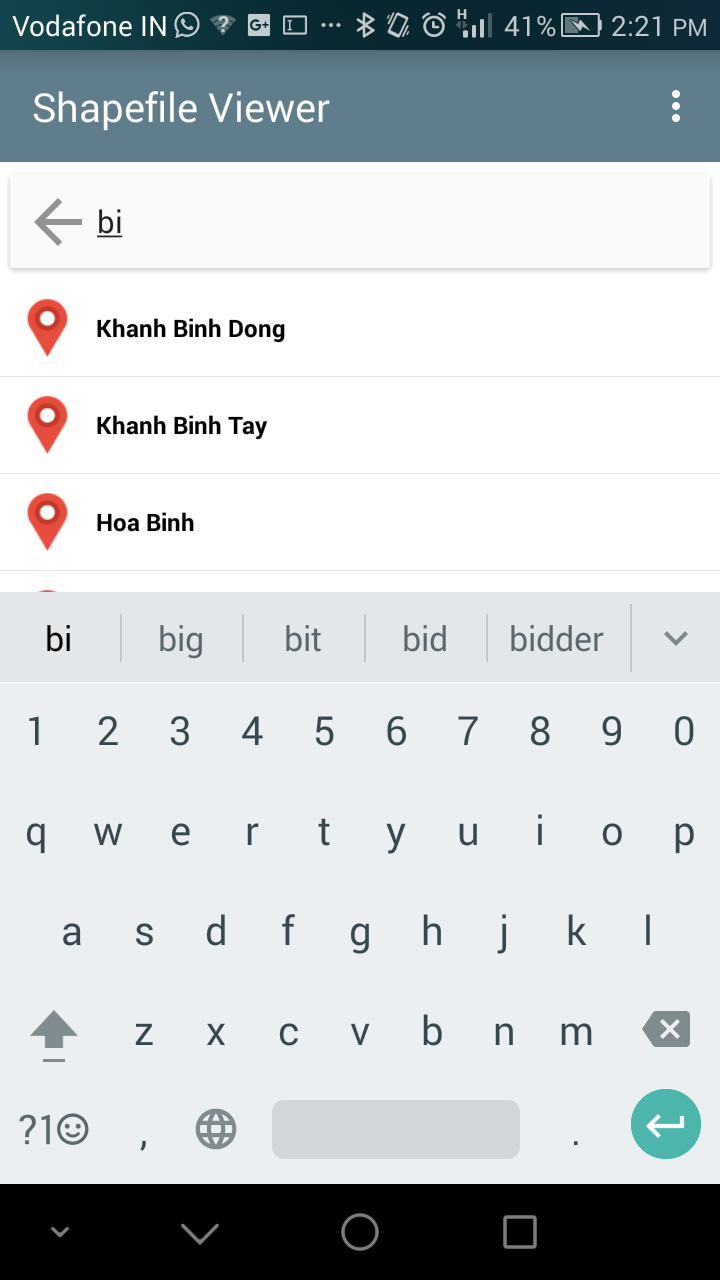 Vodafone IN G+ H 41% 2:21 PM
Shapefile Viewer
bi
Khanh Binh Dong
Khanh Binh Tay
Hoa Binh
bi big bit bid bidder
1 2 3 4 5 6 7 8 9 0
q w e r t y u i o p
a s d f g h j k l
z x c v b n m
?1 , .